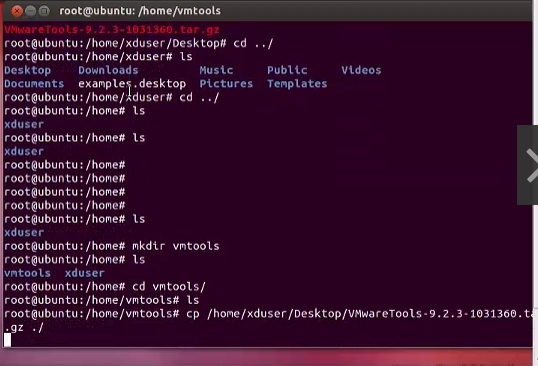 root@ubuntu: /home/vmtools
VMwareTools-9.2.3-1031360.tar.gz
root@ubuntu:/home/xduser/Desktop# cd ../
root@ubuntu:/home/xduser# ls
Desktop Downloads Music Public Videos
Documents examples.desktop Pictures Templates
root@ubuntu:/home/xduser# cd ../
root@ubuntu:/home# ls
xduser
root@ubuntu:/home# ls
xduser
root@ubuntu:/home#
root@ubuntu:/home#
root@ubuntu:/home#
root@ubuntu:/home#
root@ubuntu:/home# ls
xduser
root@ubuntu:/home# mkdir vmtools
root@ubuntu:/home# ls
vmtools xduser
root@ubuntu:/home# cd vmtools/
root@ubuntu:/home/vmtools# ls
root@ubuntu:/home/vmtools# cp /home/xduser/Desktop/VMwareTools-9.2.3-1031360.ta
.gz ./